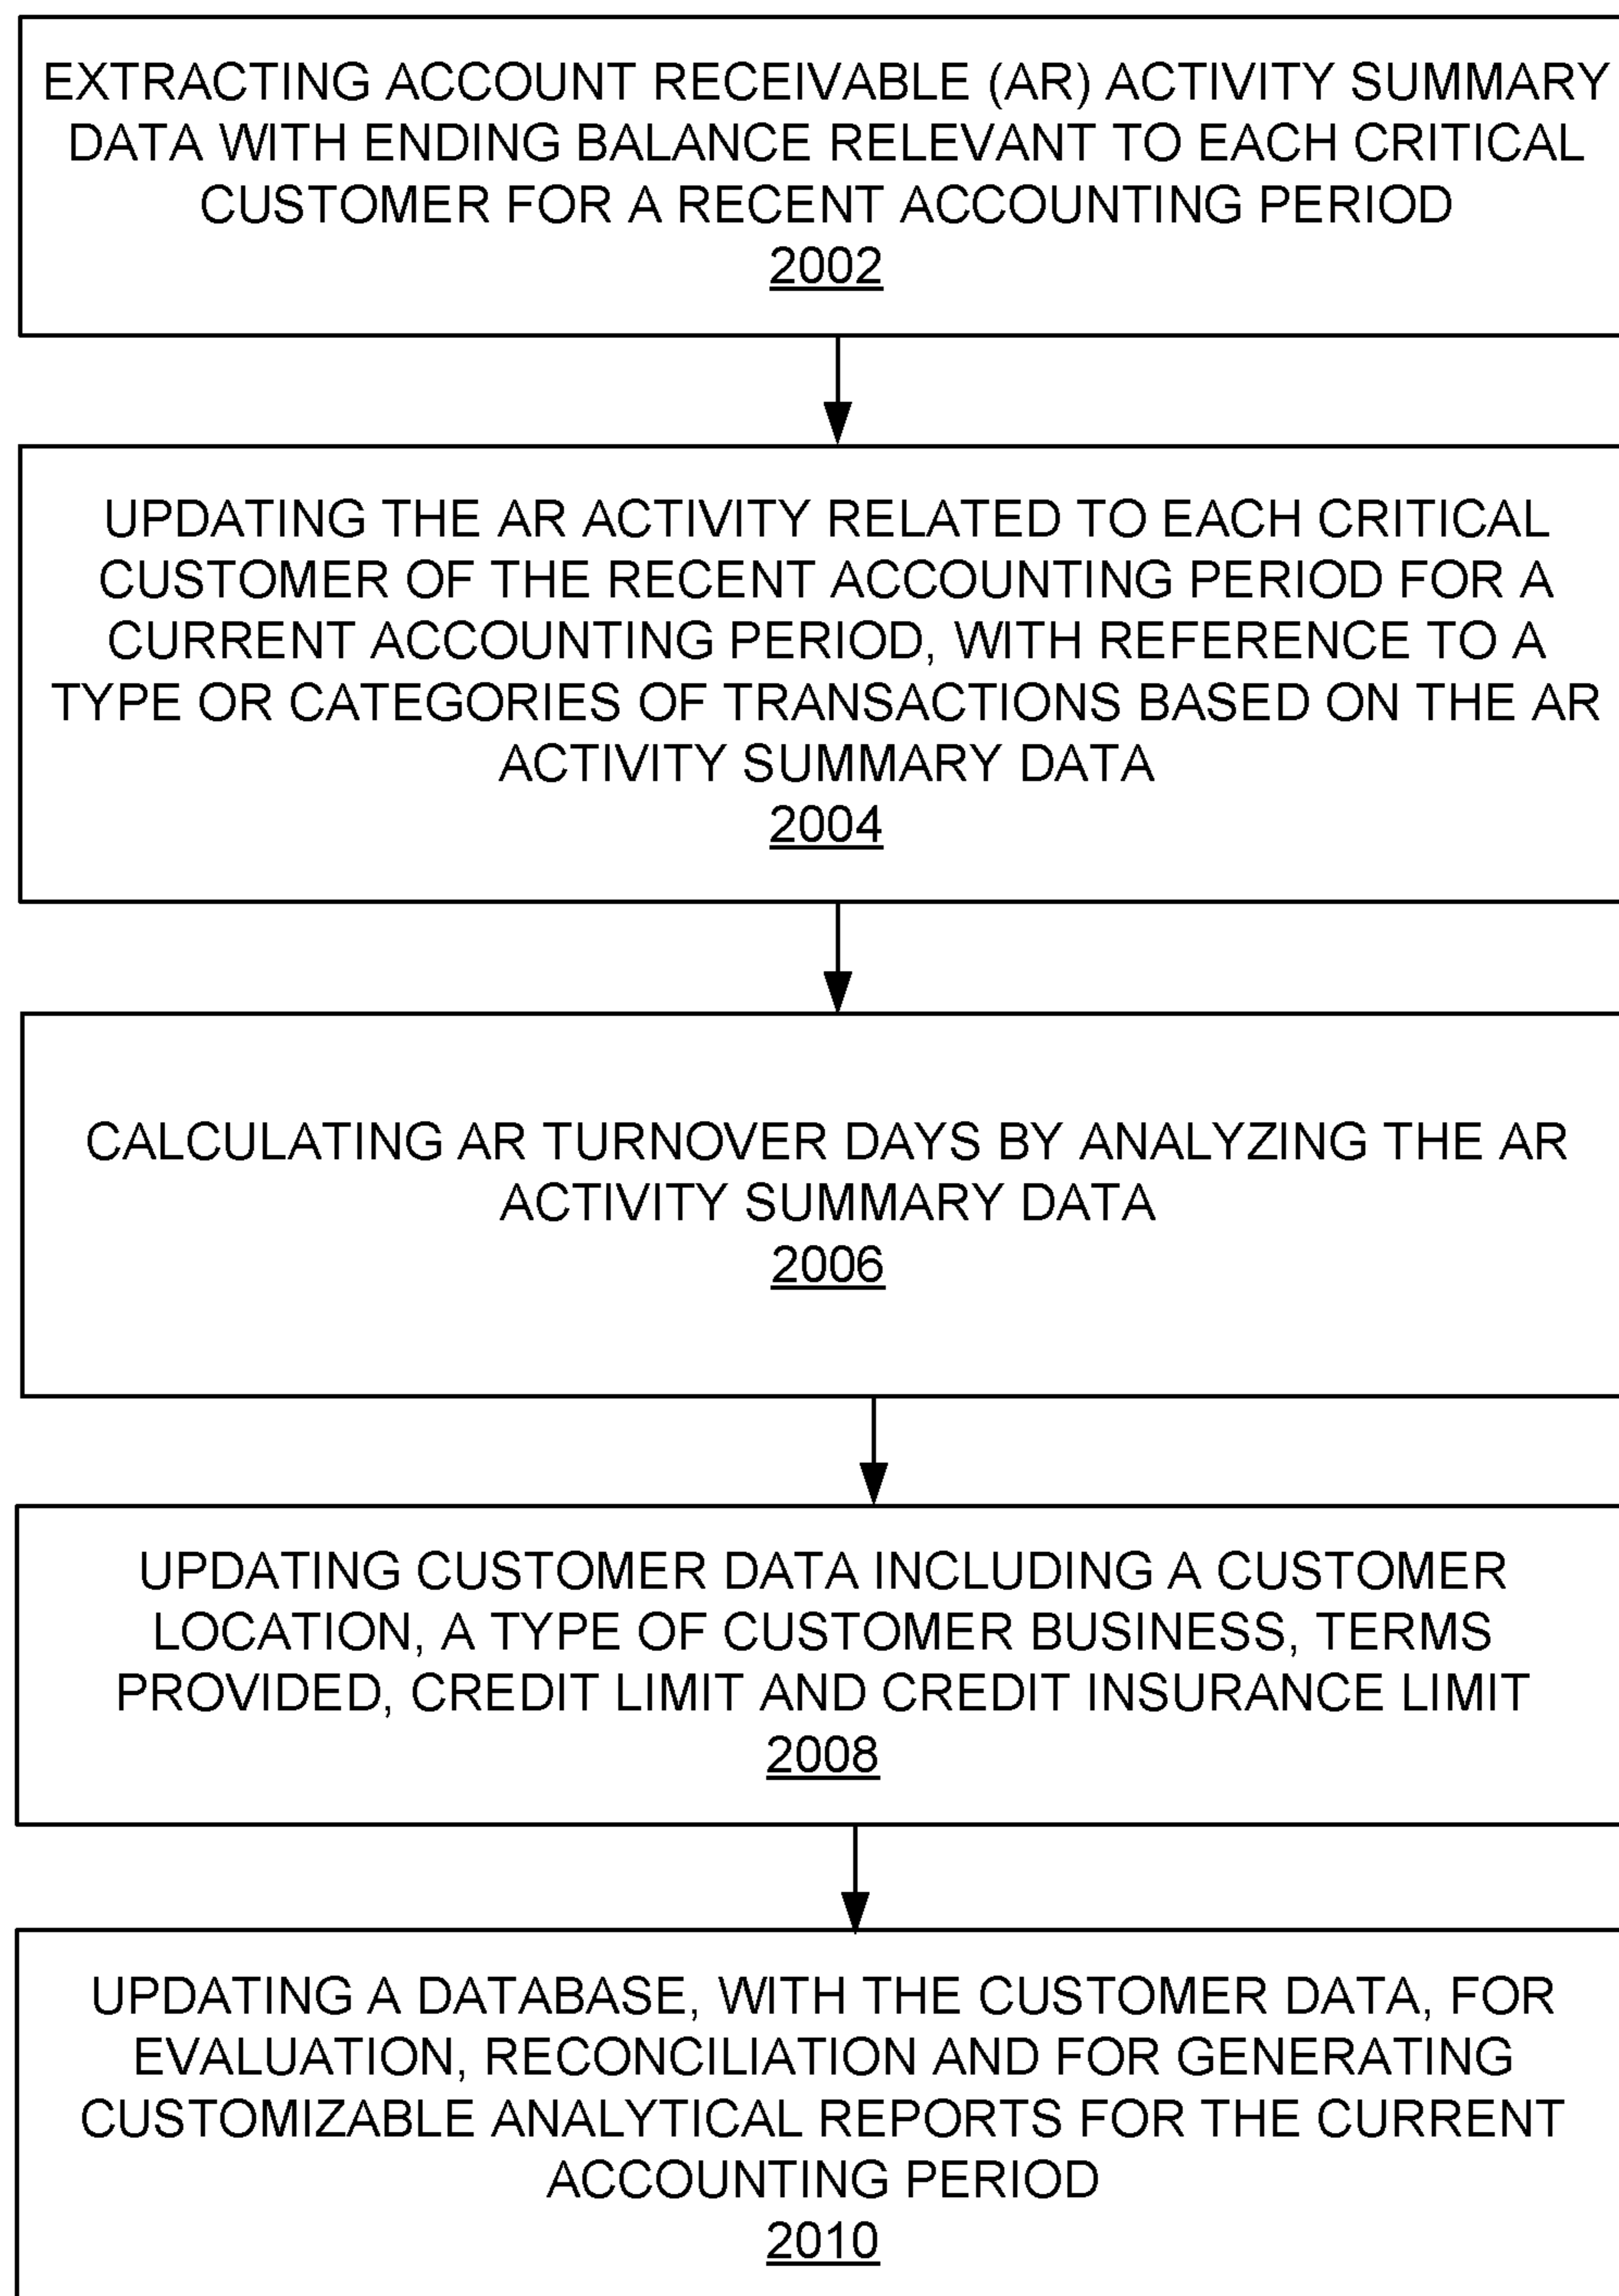 EXTRACTING ACCOUNT RECEIVABLE (AR) ACTIVITY SUMMARY
DATA WITH ENDING BALANCE RELEVANT TO EACH CRITICAL
CUSTOMER FOR A RECENT ACCOUNTING PERIOD
2002
UPDATING THE AR ACTIVITY RELATED TO EACH CRITICAL
CUSTOMER OF THE RECENT ACCOUNTING PERIOD FOR A
CURRENT ACCOUNTING PERIOD, WITH REFERENCE TO A
TYPE OR CATEGORIES OF TRANSACTIONS BASED ON THE AR
ACTIVITY SUMMARY DATA
2004
CALCULATING AR TURNOVER DAYS BY ANALYZING THE AR
ACTIVITY SUMMARY DATA
2006
UPDATING CUSTOMER DATA INCLUDING A CUSTOMER
LOCATION, A TYPE OF CUSTOMER BUSINESS, TERMS
PROVIDED, CREDIT LIMIT AND CREDIT INSURANCE LIMIT
2008
UPDATING A DATABASE, WITH THE CUSTOMER DATA, FOR
EVALUATION, RECONCILIATION AND FOR GENERATING
CUSTOMIZABLE ANALYTICAL REPORTS FOR THE CURRENT
ACCOUNTING PERIOD
2010